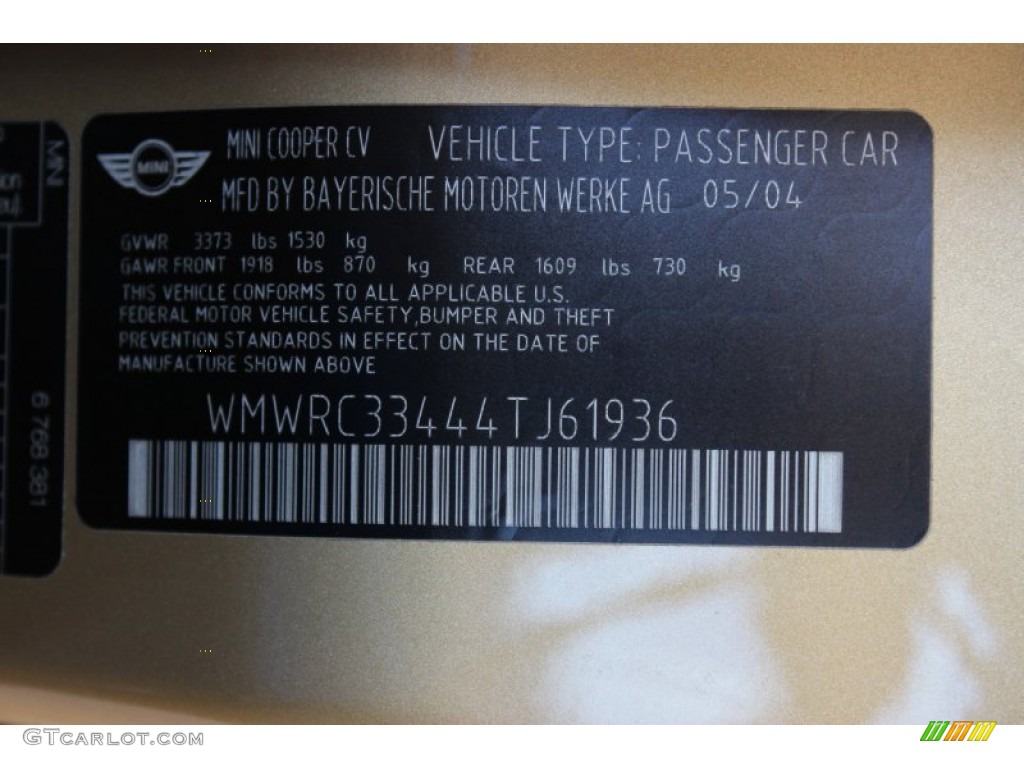 MINI COOPER CV VEHICLE TYPE: PASSENGER CAR
MINI
MFD BY BAYERISCHE MOTOREN WERKE AG 05/04
GVWR 3373 lbs 1530 kg
GAWR FRONT 1918 lbs 870 kg REAR 1609 lbs 730 kg
THIS VEHICLE CONFORMS TO ALL APPLICABLE U.S.
FEDERAL MOTOR VEHICLE SAFETY,BUMPER AND THEFT
PREVENTION STANDARDS IN EFFECT ON THE DATE OF
MANUFACTURE SHOWN ABOVE
WMWRC33444TJ61936
MIN
6 768 381
GTCARLOT.COM